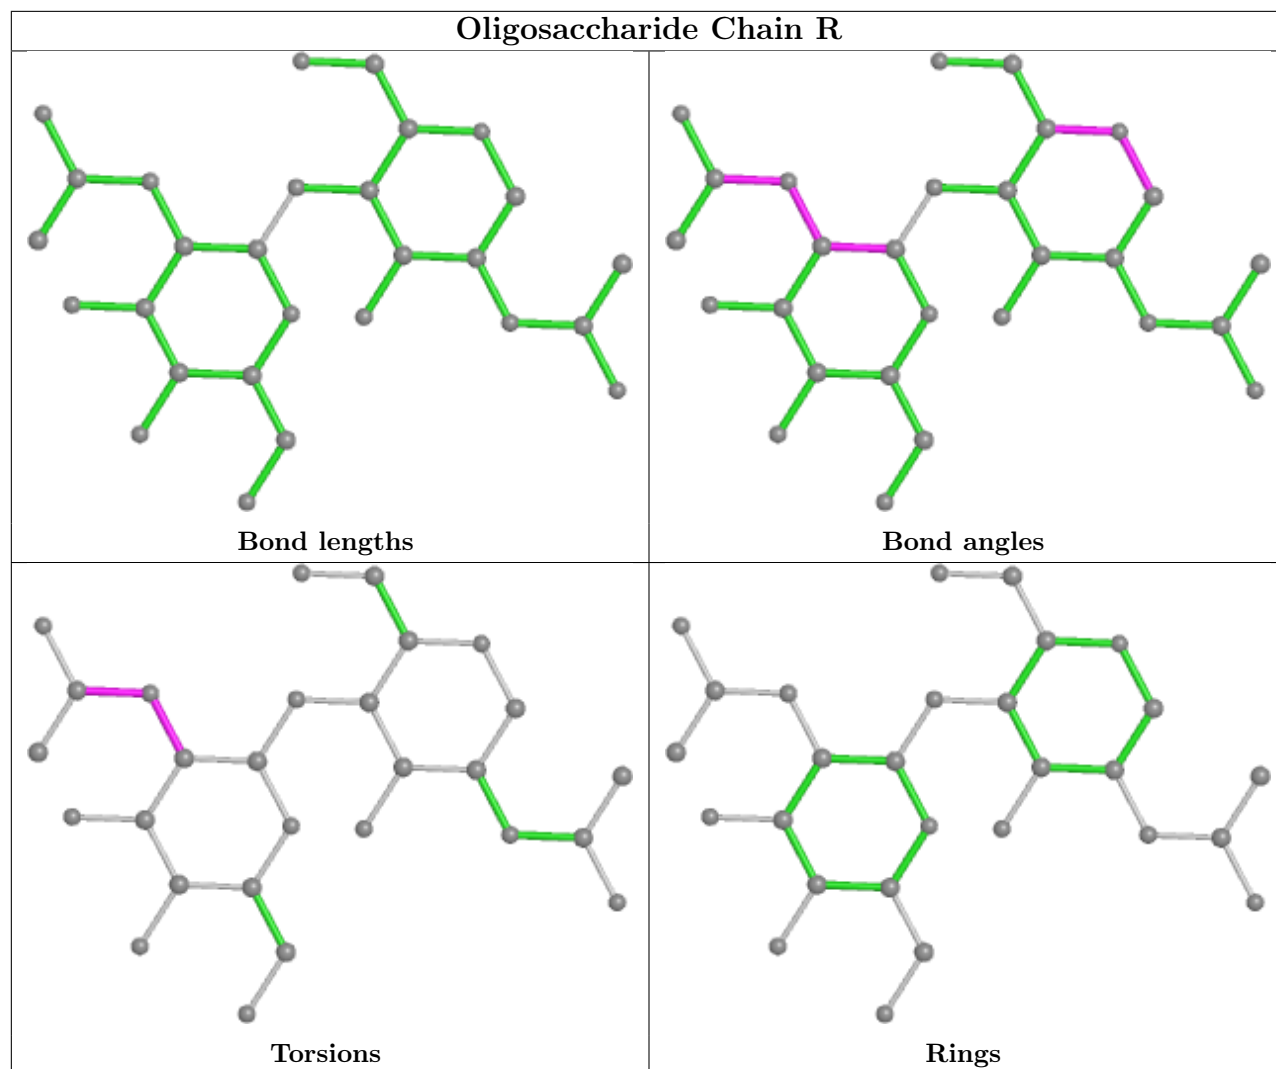 Oligosaccharide Chain R
Bond lengths
Bond angles
Torsions
Rings